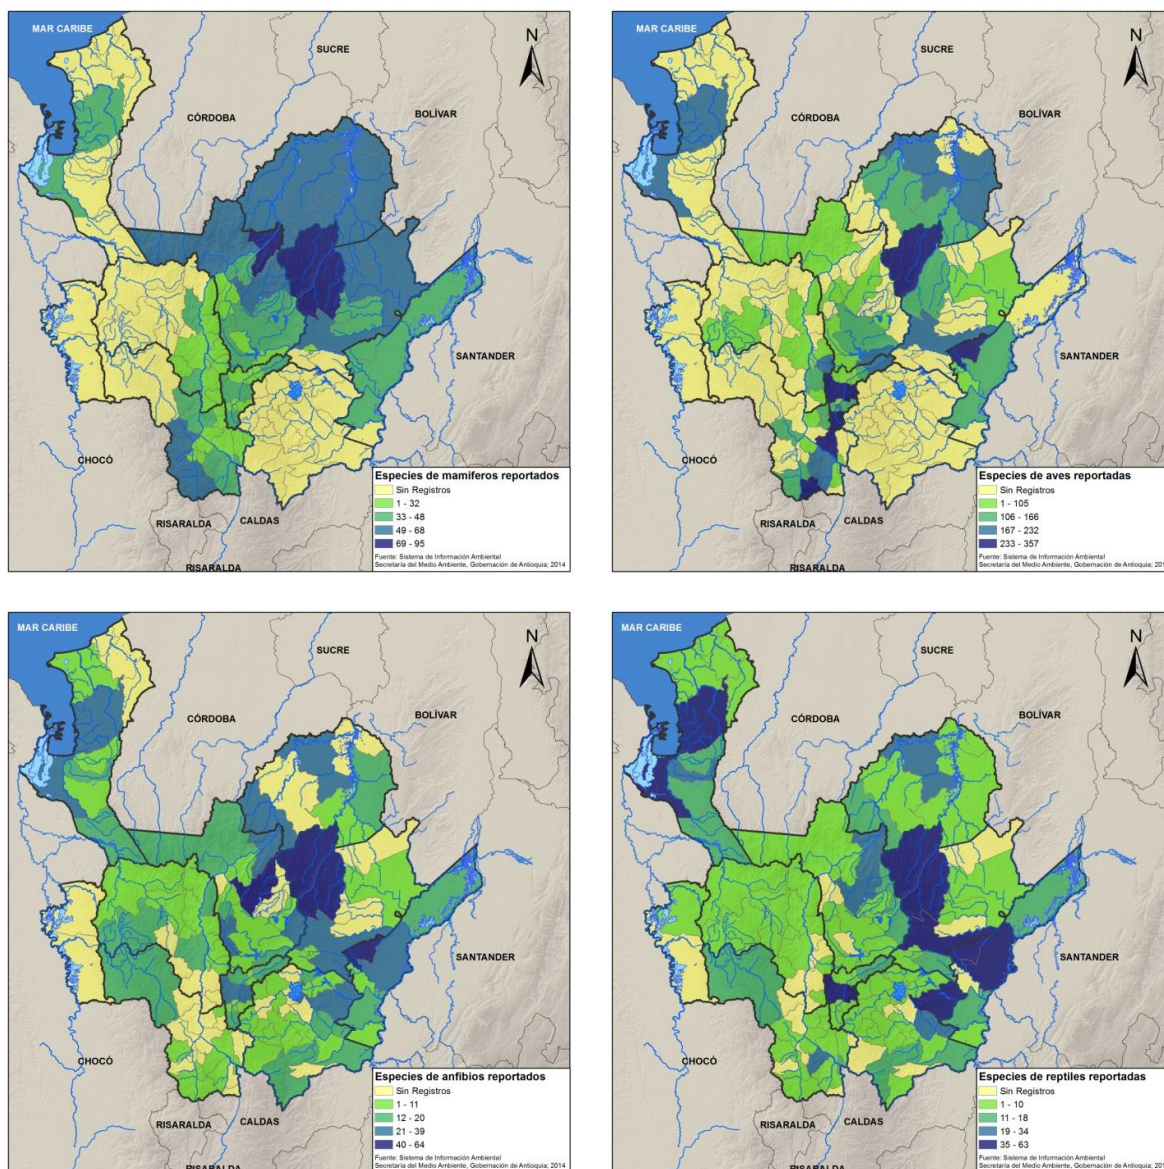 MAR CARIBE
N
SUCRE
CÓRDOBA
BOLÍVAR
SANTANDER
CHOCÓ
RISARALDA
CALDAS
RISARALDA
Especies de mamíferos reportados
Sin Registros
1 - 32
33 - 48
49 - 68
69 - 95
Fuente: Sistema de Información Ambiental
Secretaría del Medio Ambiente, Gobernación de Antioquia; 2014
MAR CARIBE
N
SUCRE
CÓRDOBA
BOLÍVAR
SANTANDER
CHOCÓ
RISARALDA
CALDAS
RISARALDA
Especies de aves reportadas
Sin Registros
1 - 105
106 - 166
167 - 232
233 - 357
Fuente: Sistema de Información Ambiental
Secretaría del Medio Ambiente, Gobernación de Antioquia; 201
MAR CARIBE
N
SUCRE
CÓRDOBA
BOLÍVAR
SANTANDER
CHOCÓ
RISARALDA
CALDAS
RISARALDA
Especies de anfibios reportados
Sin Registros
1 - 11
12 - 20
21 - 39
40 - 64
Fuente: Sistema de Información Ambiental
Secretaría del Medio Ambiente, Gobernación de Antioquia; 2014
MAR CARIBE
N
SUCRE
CÓRDOBA
BOLÍVAR
SANTANDER
CHOCÓ
RISARALDA
CALDAS
RISARALDA
Especies de reptiles reportadas
Sin Registros
1 - 10
11 - 18
19 - 34
35 - 63
Fuente: Sistema de Información Ambiental
Secretaría del Medio Ambiente, Gobernación de Antioquia; 201